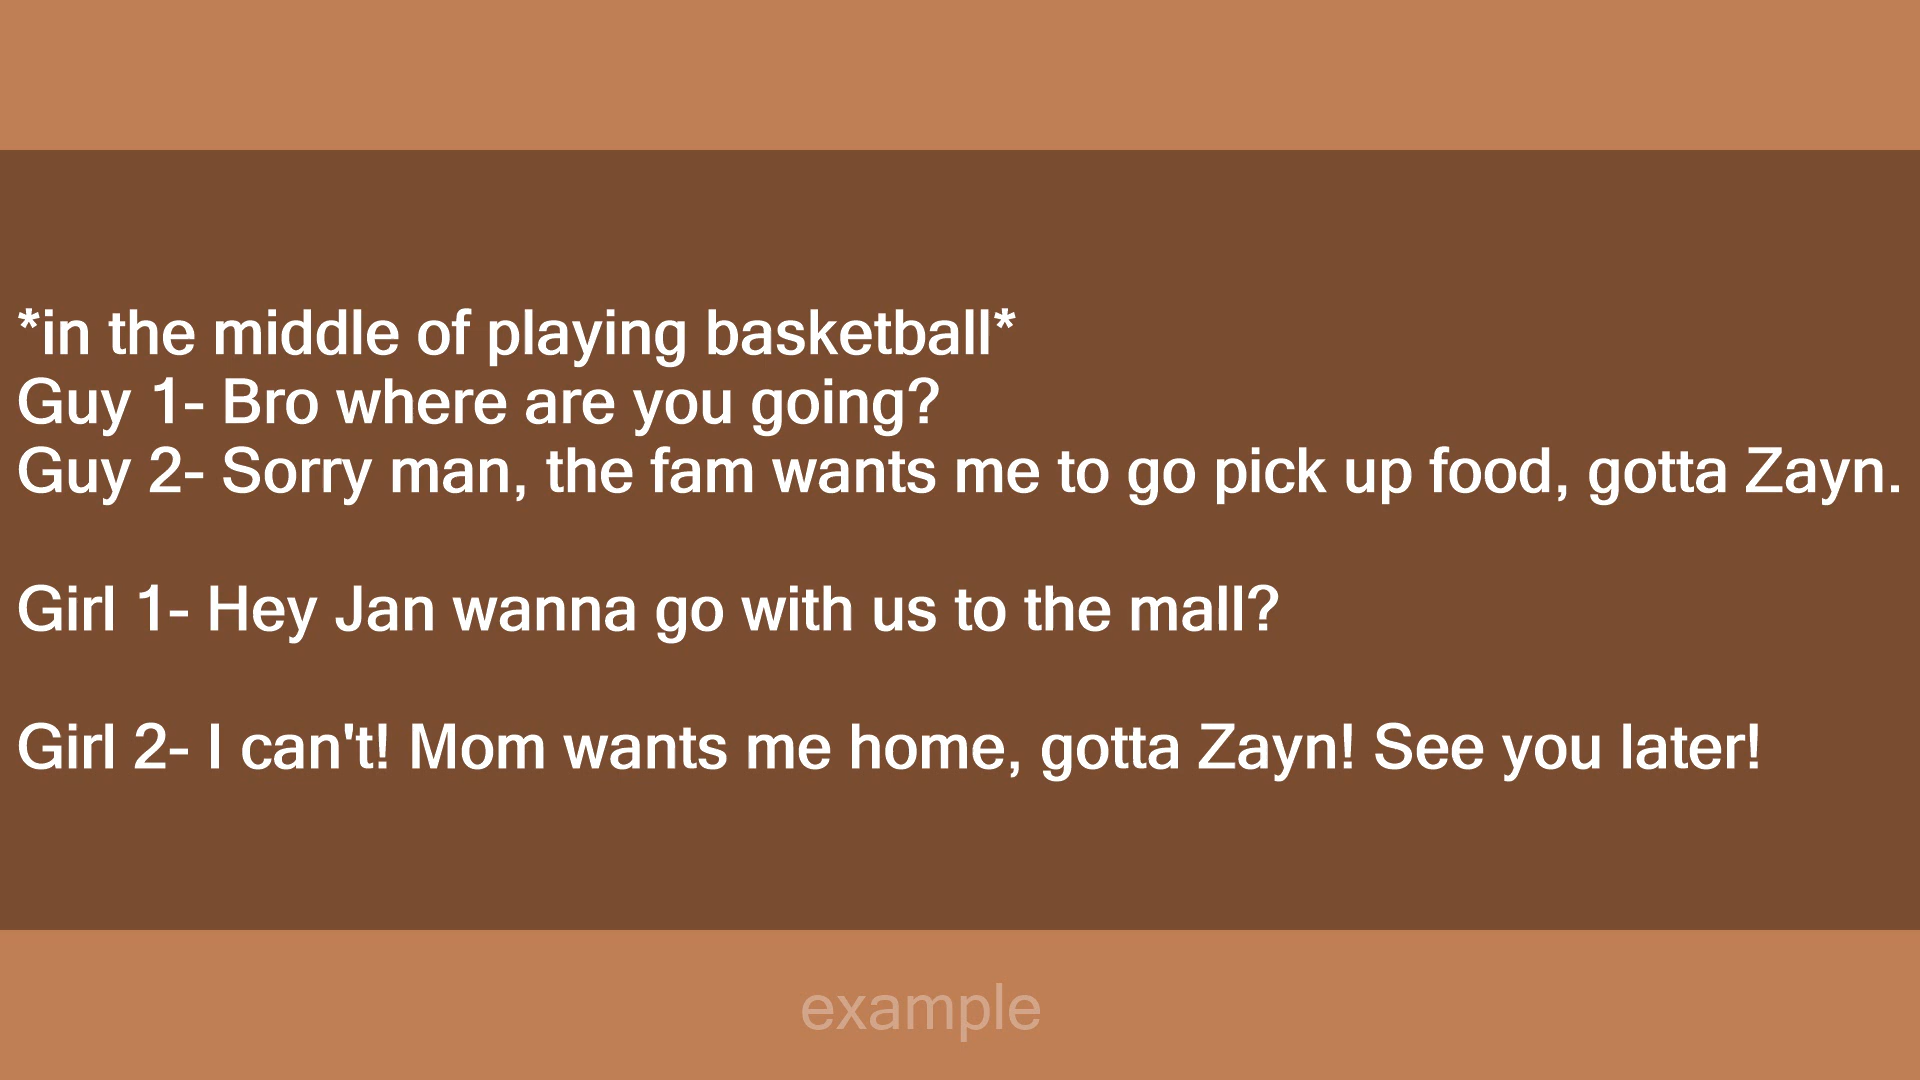 *in the middle of playing basketball*
Guy 1- Bro where are you going?
Guy 2- Sorry man, the fam wants me to go pick up food, gotta Zayn.
Girl 1- Hey Jan wanna go with us to the mall?
Girl 2- I can't! Mom wants me home, gotta Zayn! See you later!
example